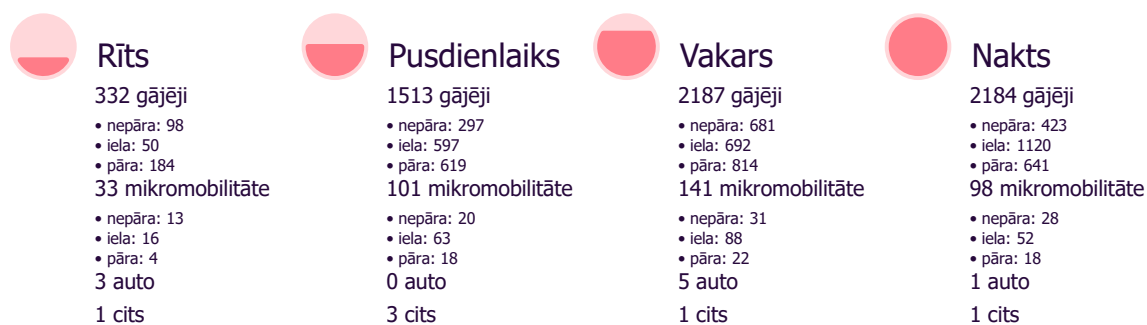 Rīts
332 gājēji
• nepāra: 98
• iela: 50
• pāra: 184
33 mikromobilitāte
• nepāra: 13
• iela: 16
• pāra: 4
3 auto
1 cits
Pusdienlaiks
1513 gājēji
• nepāra: 297
• iela: 597
• pāra: 619
101 mikromobilitāte
• nepāra: 20
• iela: 63
• pāra: 18
0 auto
3 cits
Vakars
2187 gājēji
• nepāra: 681
• iela: 692
• pāra: 814
141 mikromobilitāte
• nepāra: 31
• iela: 88
• pāra: 22
5 auto
1 cits
Nakts
2184 gājēji
• nepāra: 423
• iela: 1120
• pāra: 641
98 mikromobilitāte
• nepāra: 28
• iela: 52
• pāra: 18
1 auto
1 cits